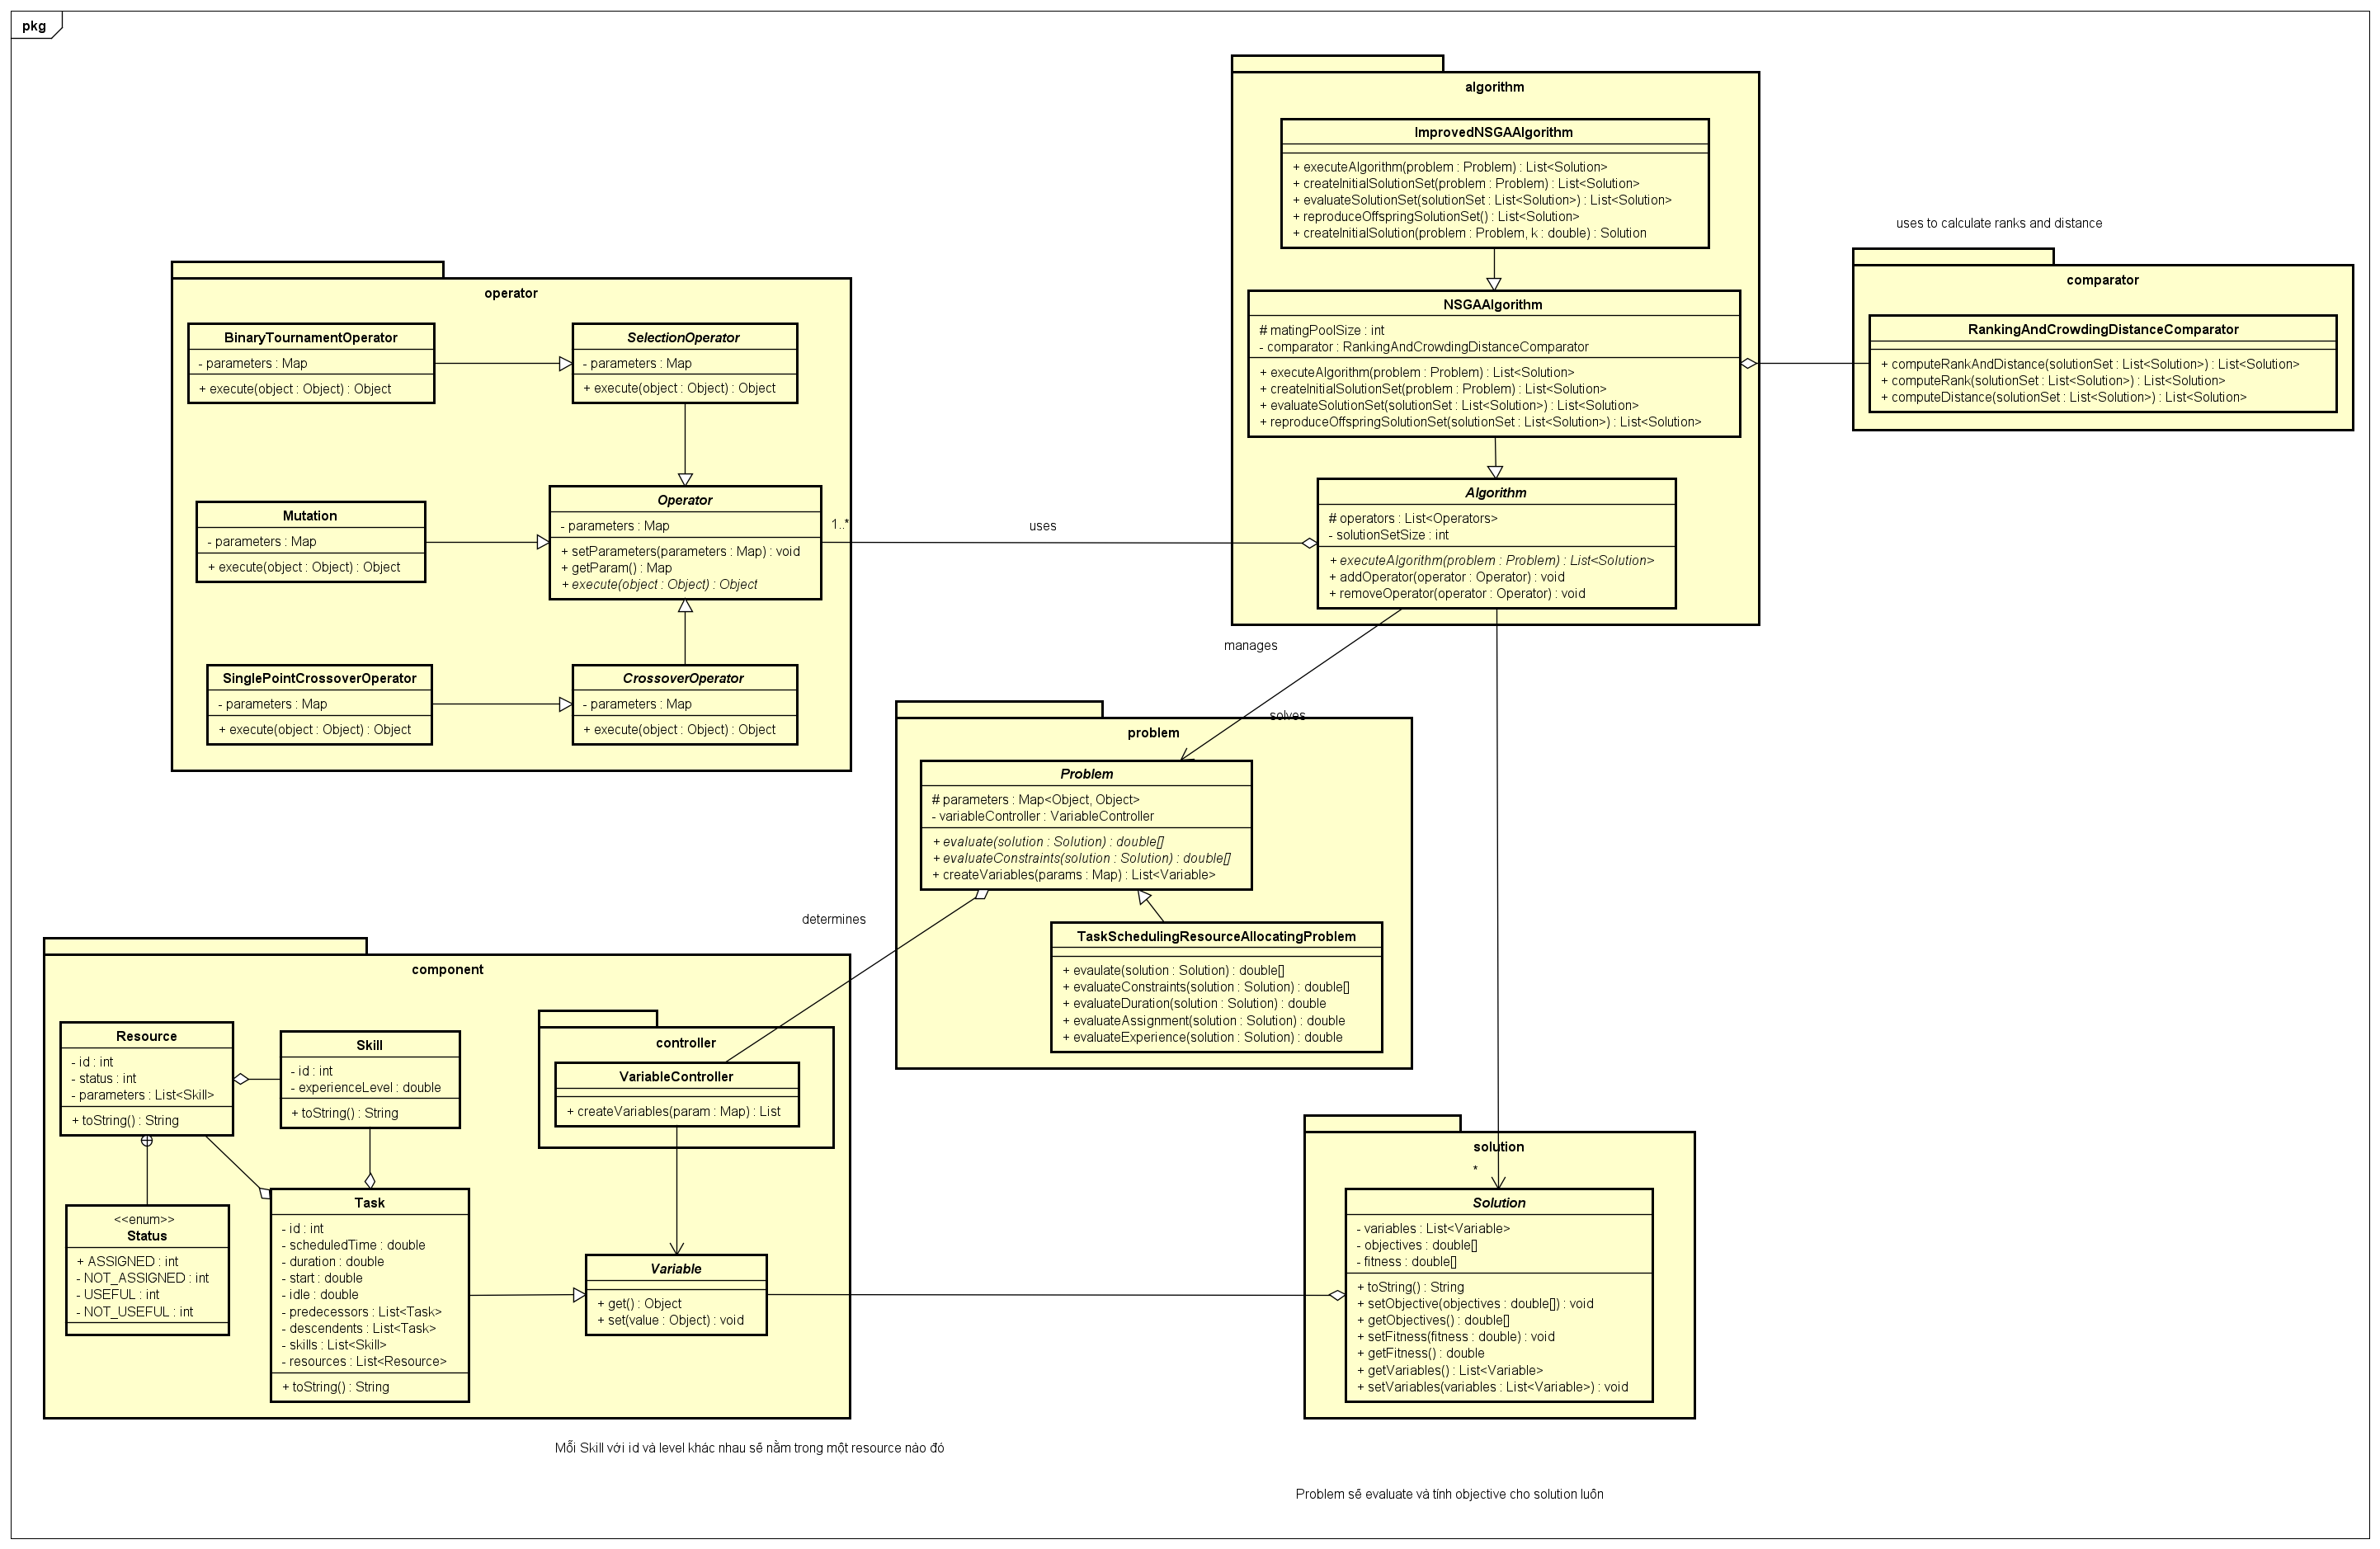 pkg
algorithm
ImprovedNSGAAlgorithm
+ executeAlgorithm(problem : Problem) : List<Solution>
+ createInitialSolutionSet(problem : Problem) : List<Solution>
+ evaluateSolutionSet(solutionSet : List<Solution>) : List<Solution>
+ reproduceOffspringSolutionSet() : List<Solution>
+ createInitialSolution(problem : Problem, k : double) : Solution
NSGAAlgorithm
# matingPoolSize : int
- comparator : RankingAndCrowdingDistanceComparator
+ executeAlgorithm(problem : Problem) : List<Solution>
+ createInitialSolutionSet(problem : Problem) : List<Solution>
+ evaluateSolutionSet(solutionSet : List<Solution>) : List<Solution>
+ reproduceOffspringSolutionSet(solutionSet : List<Solution>) : List<Solution>
Algorithm
# operators : List<Operators>
- solutionSetSize : int
+ executeAlgorithm(problem : Problem) : List<Solution>
+ addOperator(operator : Operator) : void
+ removeOperator(operator : Operator) : void
uses to calculate ranks and distance
comparator
RankingAndCrowdingDistanceComparator
+ computeRankAndDistance(solutionSet : List<Solution>) : List<Solution>
+ computeRank(solutionSet : List<Solution>) : List<Solution>
+ computeDistance(solutionSet : List<Solution>) : List<Solution>
operator
BinaryTournamentOperator
- parameters : Map
+ execute(object : Object) : Object
SelectionOperator
- parameters : Map
+ execute(object : Object) : Object
Mutation
- parameters : Map
+ execute(object : Object) : Object
Operator
- parameters : Map
+ setParameters(parameters : Map) : void
+ getParam() : Map
+ execute(object : Object) : Object
1..*
uses
SinglePointCrossoverOperator
- parameters : Map
+ execute(object : Object) : Object
CrossoverOperator
- parameters : Map
+ execute(object : Object) : Object
manages
solves
problem
Problem
# parameters : Map<Object, Object>
- variableController : VariableController
+ evaluate(solution : Solution) : double[]
+ evaluateConstraints(solution : Solution) : double[]
+ createVariables(params : Map) : List<Variable>
TaskSchedulingResourceAllocatingProblem
+ evaulate(solution : Solution) : double[]
+ evaluateConstraints(solution : Solution) : double[]
+ evaluateDuration(solution : Solution) : double
+ evaluateAssignment(solution : Solution) : double
+ evaluateExperience(solution : Solution) : double
determines
component
Resource
- id : int
- status : int
- parameters : List<Skill>
+ toString() : String
Skill
- id : int
- experienceLevel : double
+ toString() : String
controller
VariableController
+ createVariables(param : Map) : List
<<enum>>
Status
+ ASSIGNED : int
- NOT_ASSIGNED : int
- USEFUL : int
- NOT_USEFUL : int
Task
- id : int
- scheduledTime : double
- duration : double
- start : double
- idle : double
- predecessors : List<Task>
- descendents : List<Task>
- skills : List<Skill>
- resources : List<Resource>
+ toString() : String
Variable
+ get() : Object
+ set(value : Object) : void
solution
*
Solution
- variables : List<Variable>
- objectives : double[]
- fitness : double[]
+ toString() : String
+ setObjective(objectives : double[]) : void
+ getObjectives() : double[]
+ setFitness(fitness : double) : void
+ getFitness() : double
+ getVariables() : List<Variable>
+ setVariables(variables : List<Variable>) : void
Mỗi Skill với id và level khác nhau sẽ nằm trong một resource nào đó
Problem sẽ evaluate và tính objective cho solution luôn